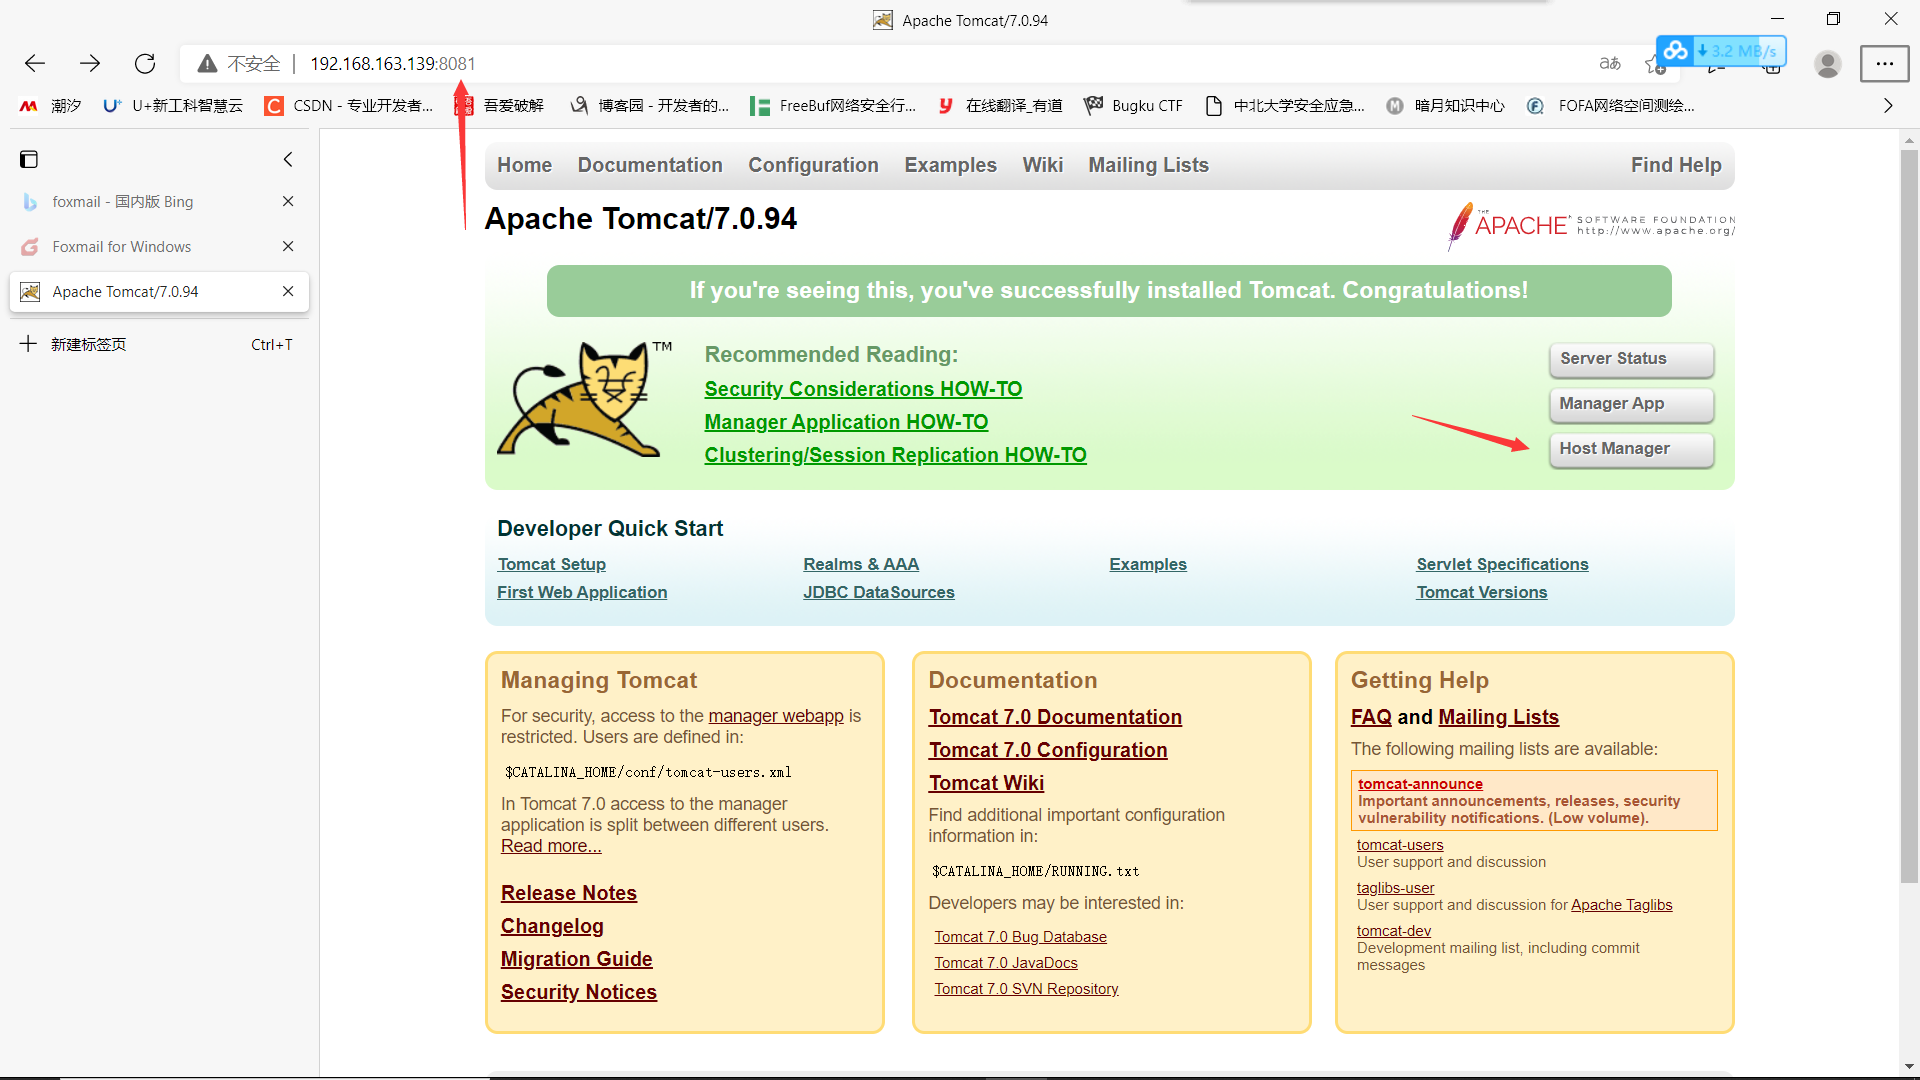 Apache Tomcat/7.0.94
不安全 192.168.163.139:8081
aあ
3.2 MB/s
潮汐 U+新工科智慧云 CSDN - 专业开发者... 吾爱破解 博客园 - 开发者的... FreeBuf网络安全行... 在线翻译_有道 Bugku CTF 中北大学安全应急... 暗月知识中心 FOFA网络空间测绘...
foxmail - 国内版 Bing
Foxmail for Windows
Apache Tomcat/7.0.94
新建标签页 Ctrl+T
Home Documentation Configuration Examples Wiki Mailing Lists Find Help
Apache Tomcat/7.0.94
THE APACHE SOFTWARE FOUNDATION
http://www.apache.org/
If you're seeing this, you've successfully installed Tomcat. Congratulations!
TM
Recommended Reading:
Security Considerations HOW-TO
Manager Application HOW-TO
Clustering/Session Replication HOW-TO
Server Status
Manager App
Host Manager
Developer Quick Start
Tomcat Setup Realms & AAA Examples Servlet Specifications
First Web Application JDBC DataSources Tomcat Versions
Managing Tomcat
For security, access to the manager webapp is
restricted. Users are defined in:
$CATALINA_HOME/conf/tomcat-users.xml
In Tomcat 7.0 access to the manager
application is split between different users.
Read more...
Release Notes
Changelog
Migration Guide
Security Notices
Documentation
Tomcat 7.0 Documentation
Tomcat 7.0 Configuration
Tomcat Wiki
Find additional important configuration
information in:
$CATALINA_HOME/RUNNING.txt
Developers may be interested in:
Tomcat 7.0 Bug Database
Tomcat 7.0 JavaDocs
Tomcat 7.0 SVN Repository
Getting Help
FAQ and Mailing Lists
The following mailing lists are available:
tomcat-announce
Important announcements, releases, security
vulnerability notifications. (Low volume).
tomcat-users
User support and discussion
taglibs-user
User support and discussion for Apache Taglibs
tomcat-dev
Development mailing list, including commit
messages